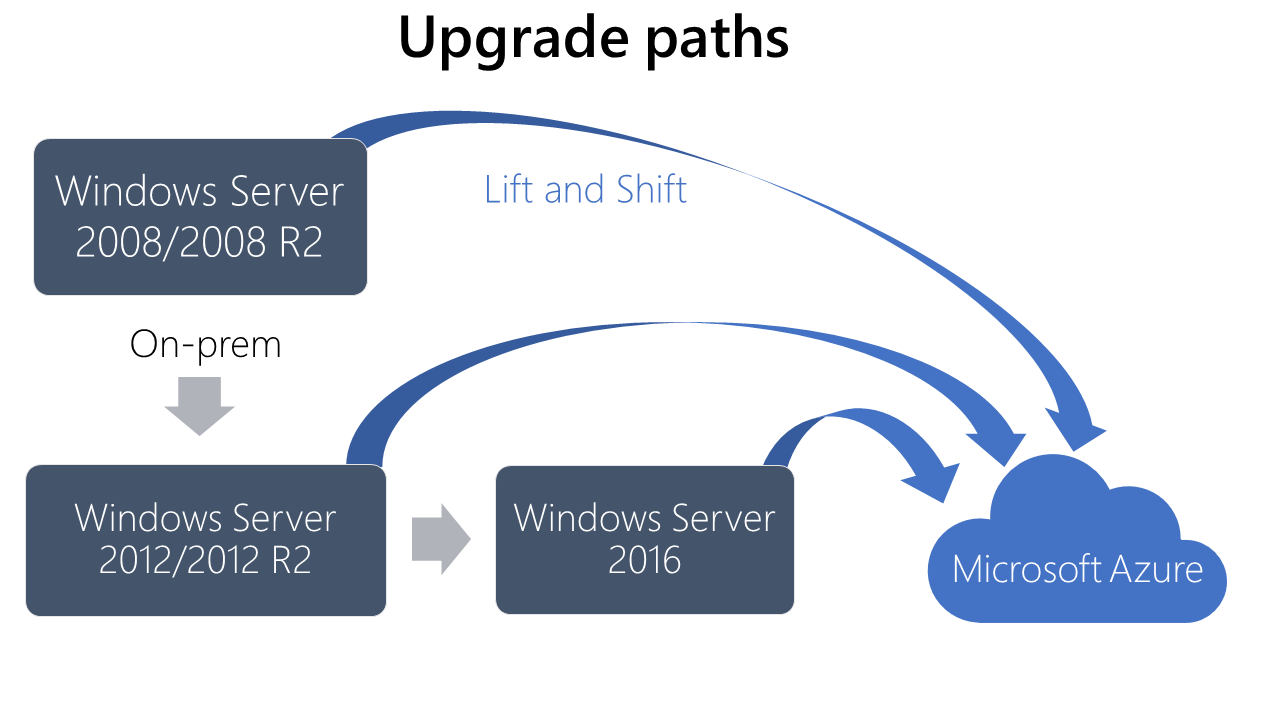 Upgrade paths
Windows Server
2008/2008 R2
Lift and Shift
On-prem
Windows Server
2012/2012 R2
Windows Server
2016
Microsoft Azure